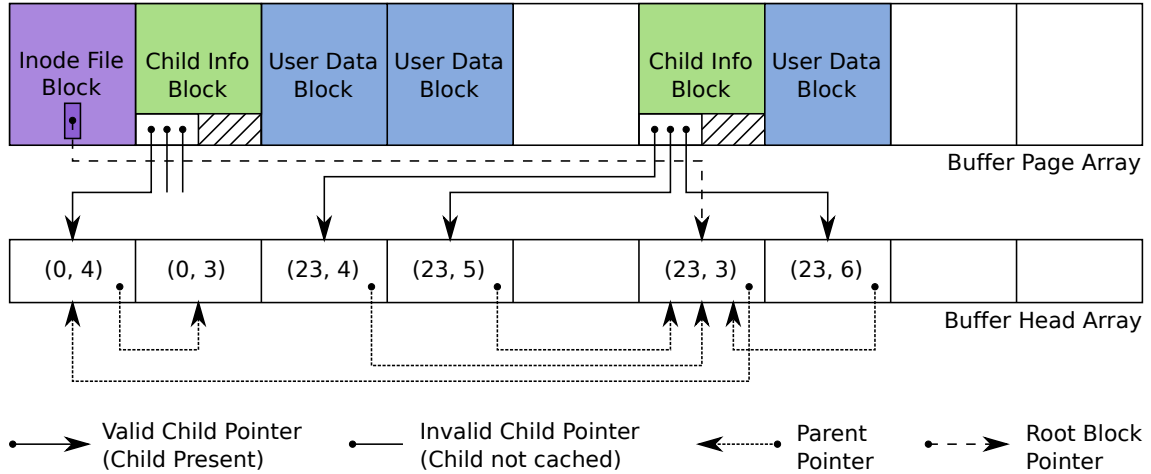 Inode File
Block
Child Info
Block
User Data
Block
User Data
Block
Child Info
Block
User Data
Block
Buffer Page Array
(0, 4)
(0, 3)
(23, 4)
(23, 5)
(23, 3)
(23, 6)
Buffer Head Array
Valid Child Pointer
(Child Present)
Invalid Child Pointer
(Child not cached)
Parent
Pointer
Root Block
Pointer